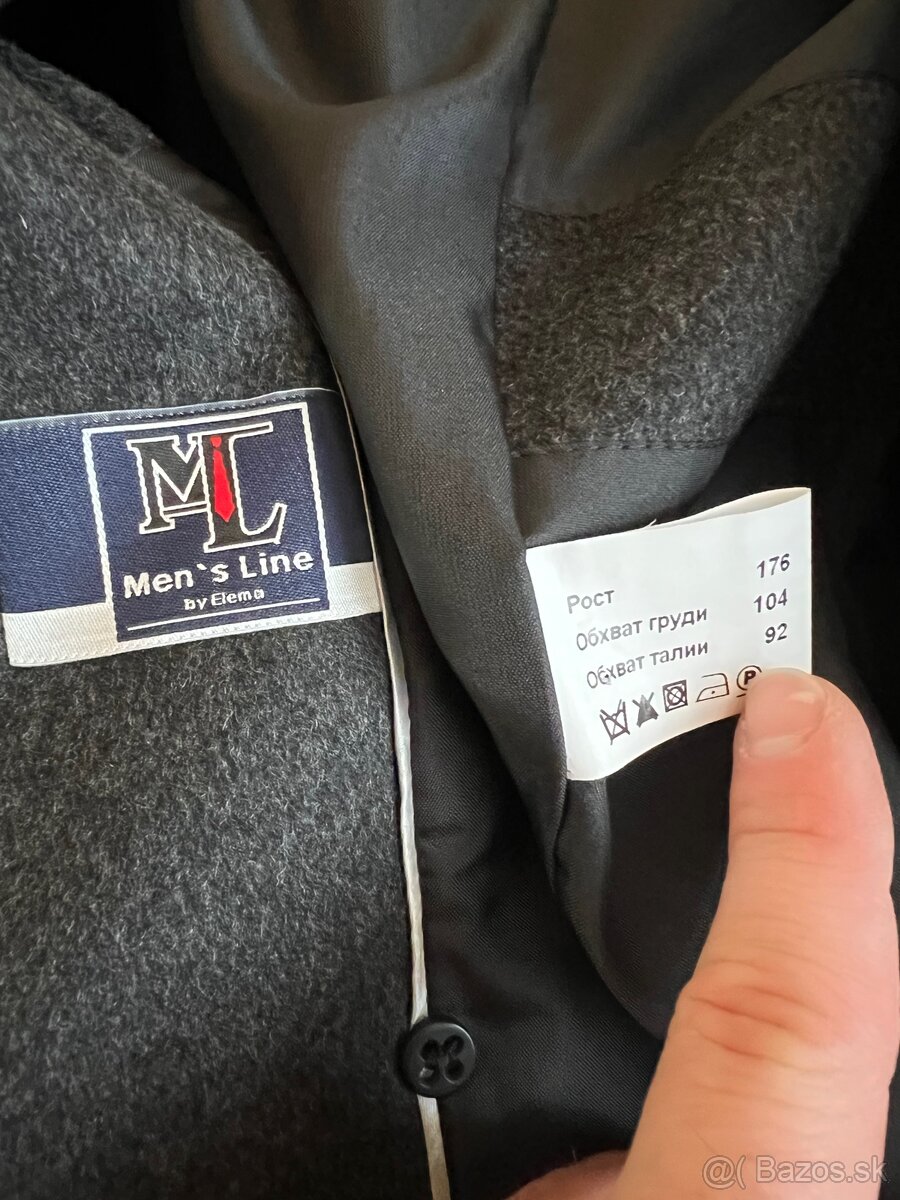 ML
Men`s Line
by Elema
Рост 176
Обхват груди 104
Обхват талии 92
P
@( Bazos.sk